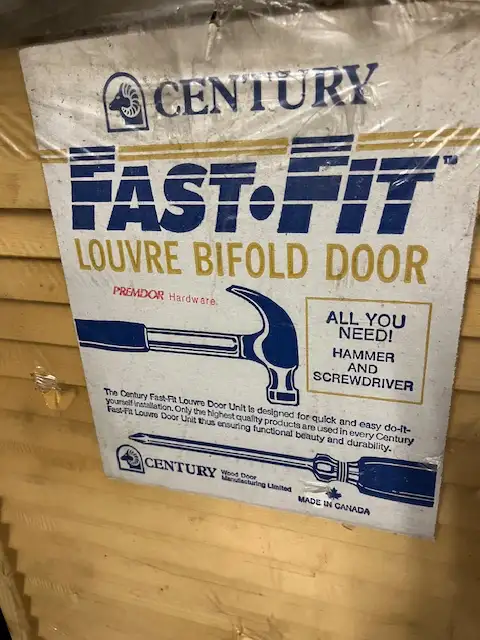 CENTURY
FAST•FIT™
LOUVRE BIFOLD DOOR
PREMDOR Hardware.
ALL YOU
NEED!
HAMMER
AND
SCREWDRIVER
The Century Fast-Fit Louvre Door Unit is designed for quick and easy do-it-
yourself installation. Only the highest quality products are used in every Century
Fast-Fit Louvre Door Unit thus ensuring functional beauty and durability.
CENTURY Wood Door
Manufacturing Limited
MADE IN CANADA